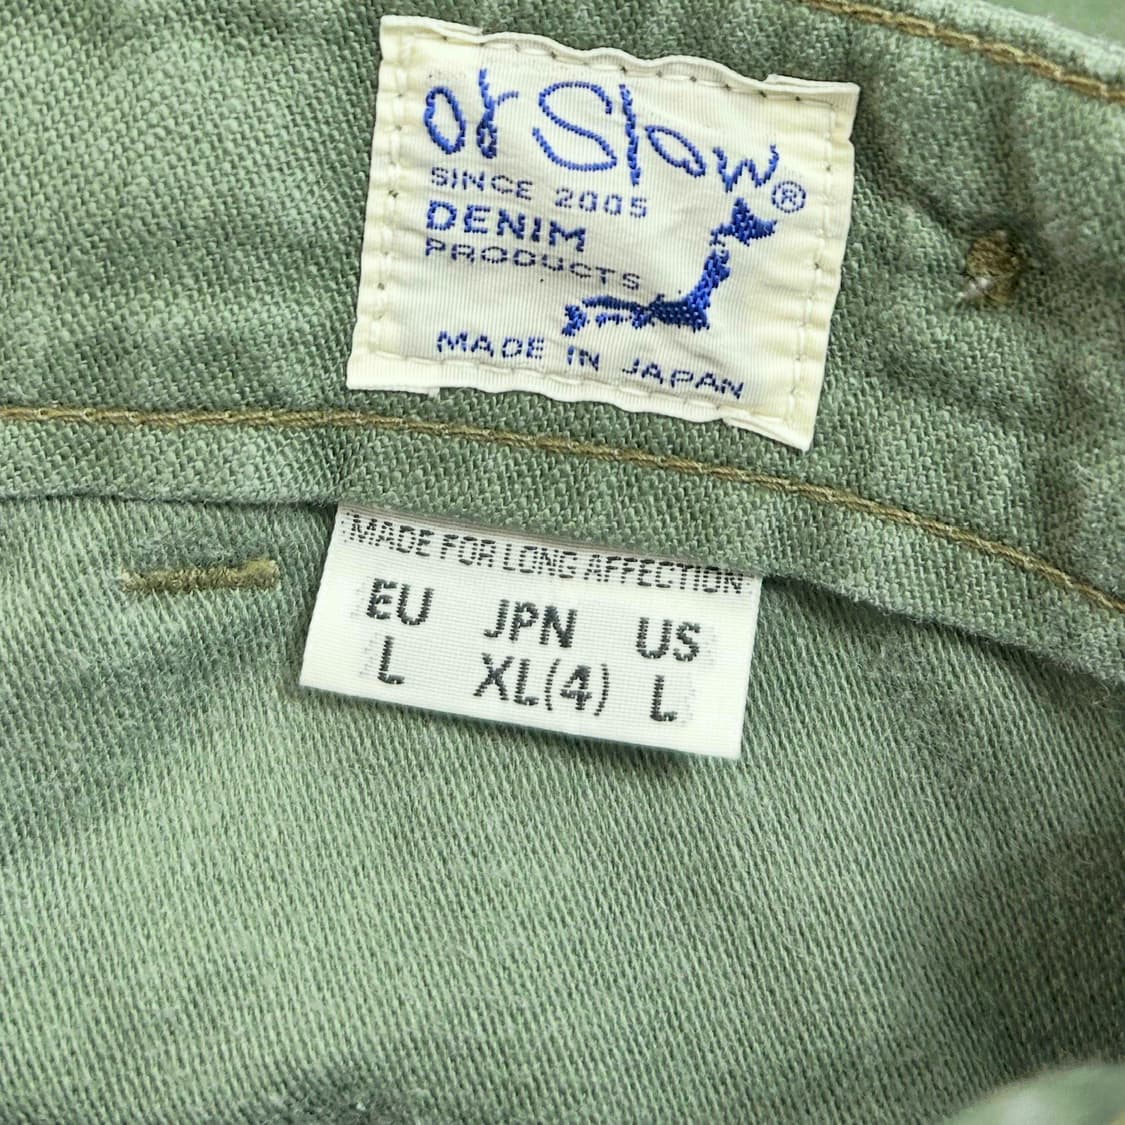 or Slow®
SINCE 2005
DENIM
PRODUCTS
MADE IN JAPAN
MADE FOR LONG AFFECTION
EU JPN US
L XL(4) L